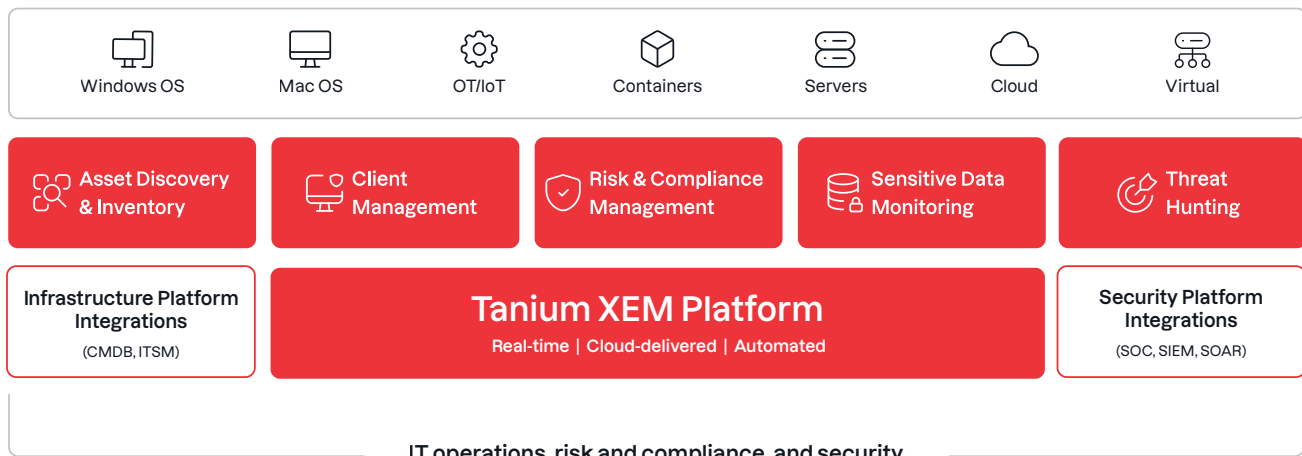 Windows OS
Mac OS
OT/IoT
Containers
Servers
Cloud
Virtual
Asset Discovery
& Inventory
Client
Management
Risk & Compliance
Management
Sensitive Data
Monitoring
Threat
Hunting
Infrastructure Platform
Integrations
(CMDB, ITSM)
Tanium XEM Platform
Real-time | Cloud-delivered | Automated
Security Platform
Integrations
(SOC, SIEM, SOAR)
IT operations, risk and compliance, and security